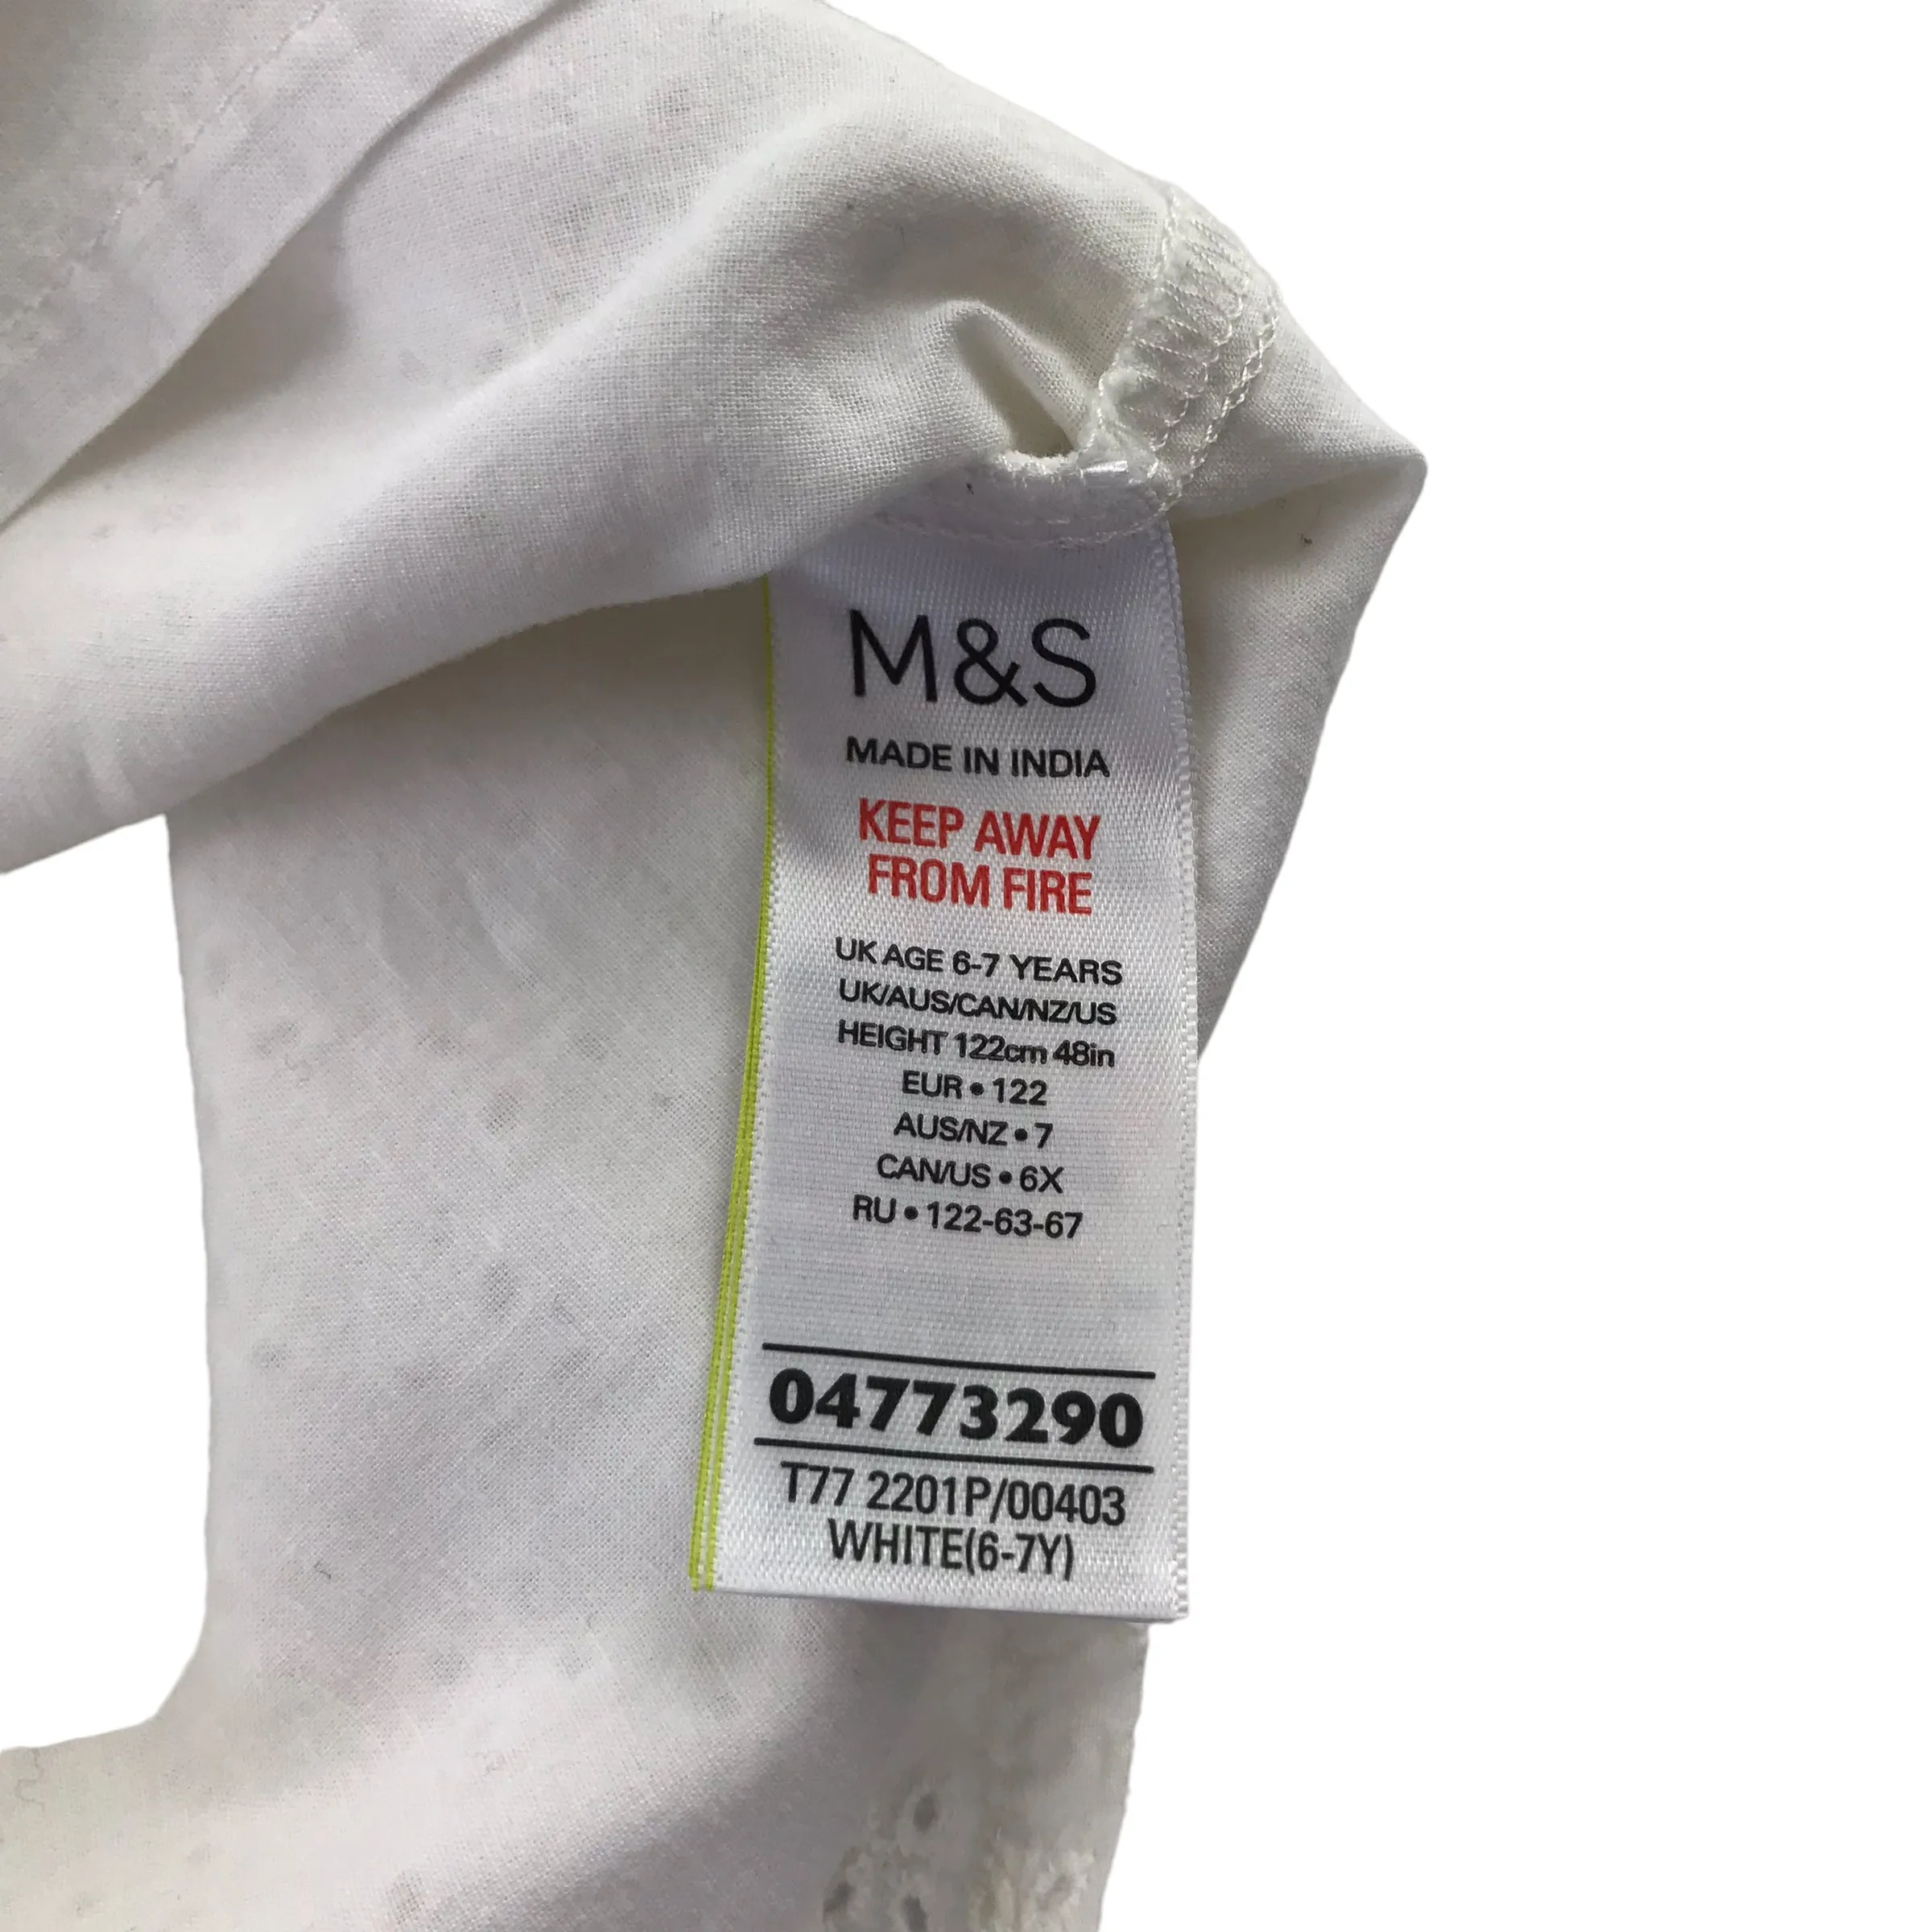 M&S
MADE IN INDIA
KEEP AWAY
FROM FIRE
UK AGE 6-7 YEARS
UK/AUS/CAN/NZ/US
HEIGHT 122cm 48in
EUR • 122
AUS/NZ • 7
CAN/US • 6X
RU • 122-63-67
04773290
T77 2201P/00403
WHITE(6-7Y)